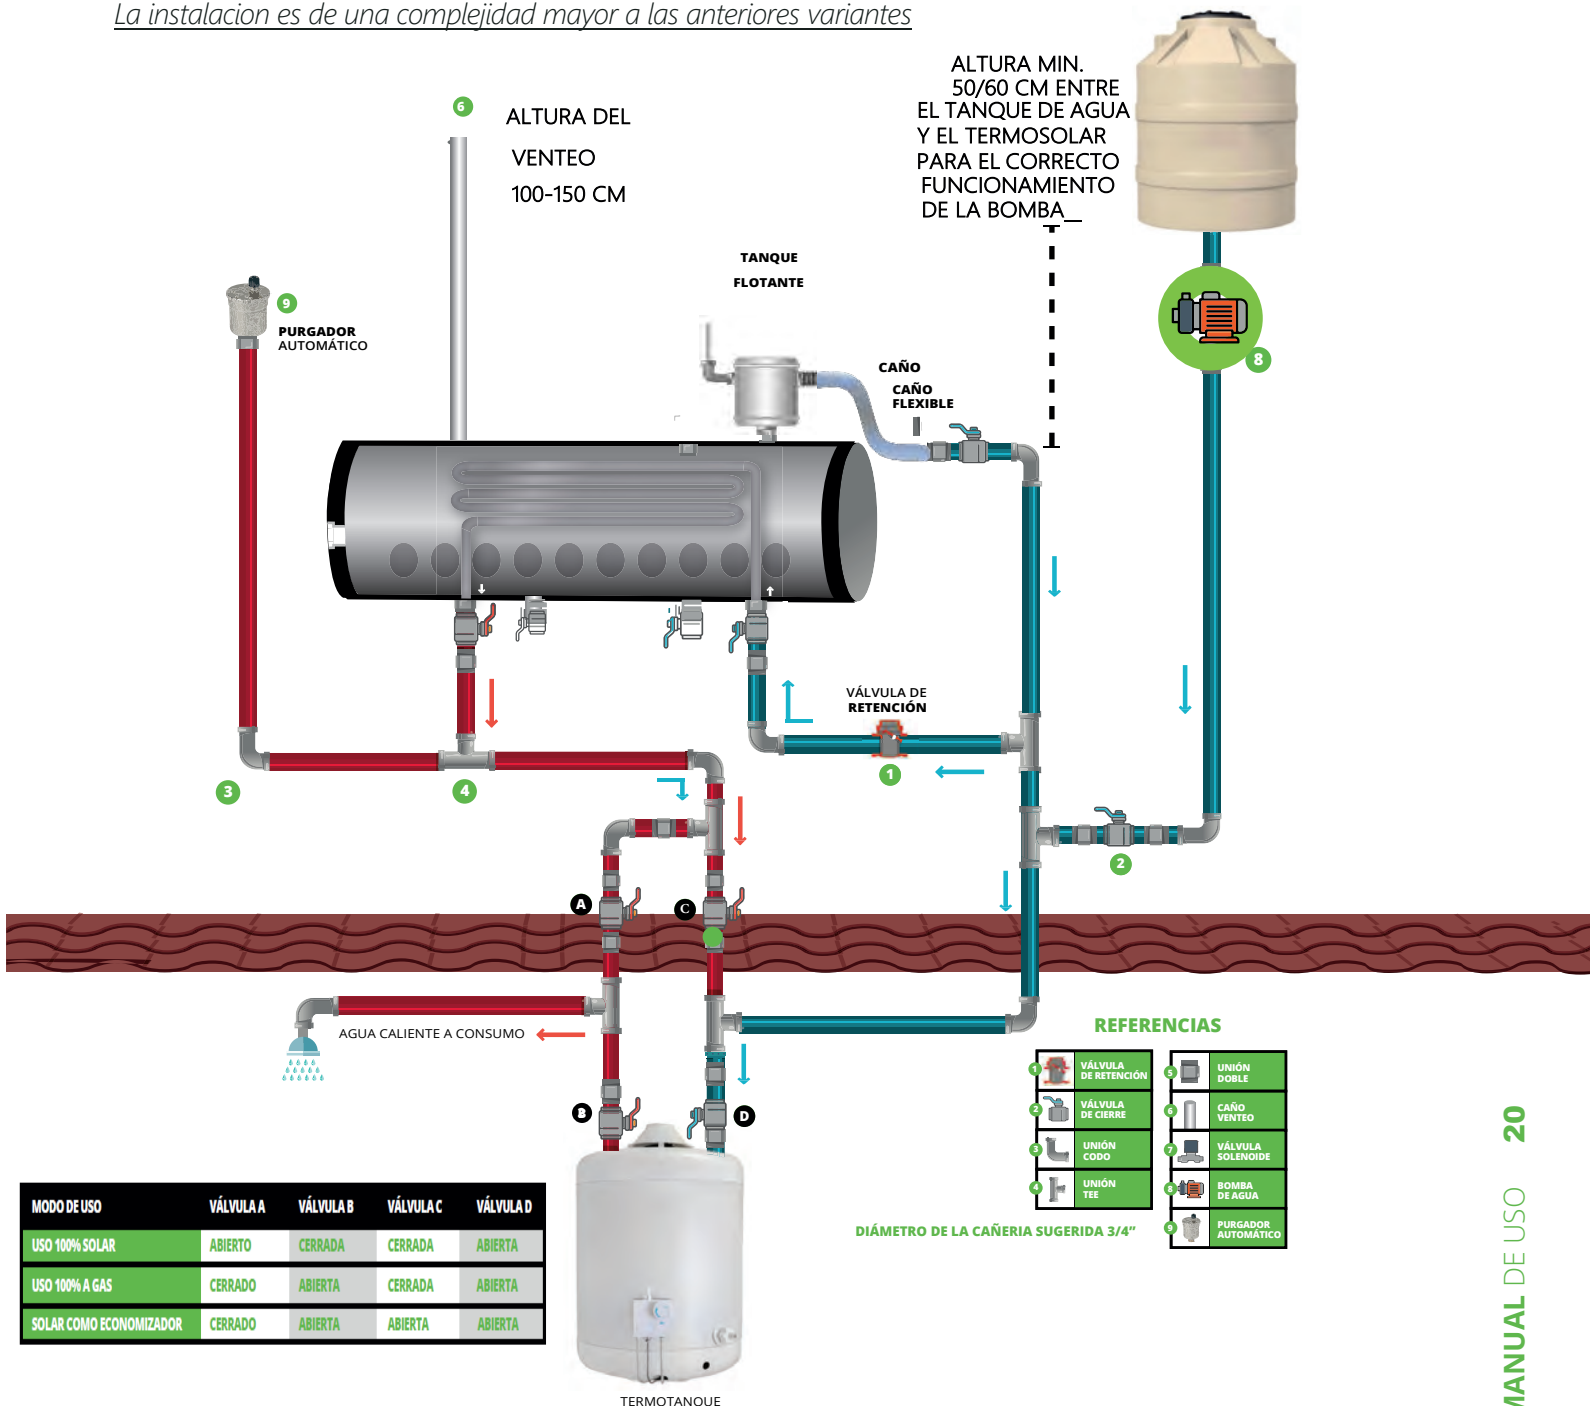 La instalacion es de una complejidad mayor a las anteriores variantes
ALTURA MIN.
50/60 CM ENTRE
EL TANQUE DE AGUA
Y EL TERMOSOLAR
PARA EL CORRECTO
FUNCIONAMIENTO
DE LA BOMBA_
6
ALTURA DEL
VENTEO
100-150 CM
TANQUE
FLOTANTE
9
PURGADOR
AUTOMÁTICO
CAÑO
CAÑO
FLEXIBLE
8
VÁLVULA DE
RETENCIÓN
1
3
4
2
A
C
AGUA CALIENTE A CONSUMO
B
D
REFERENCIAS
1 VÁLVULA
DE RETENCIÓN
2 VÁLVULA
DE CIERRE
3 UNIÓN
CODO
4 UNIÓN
TEE
5 UNIÓN
DOBLE
6 CAÑO
VENTEO
7 VÁLVULA
SOLENOIDE
8 BOMBA
DE AGUA
9 PURGADOR
AUTOMÁTICO
DIÁMETRO DE LA CAÑERIA SUGERIDA 3/4”
MODO DE USO VÁLVULA A VÁLVULA B VÁLVULA C VÁLVULA D
USO 100% SOLAR ABIERTO CERRADA CERRADA ABIERTA
USO 100% A GAS CERRADO ABIERTA CERRADA ABIERTA
SOLAR COMO ECONOMIZADOR CERRADO ABIERTA ABIERTA ABIERTA
TERMOTANQUE
MANUAL DE USO 20